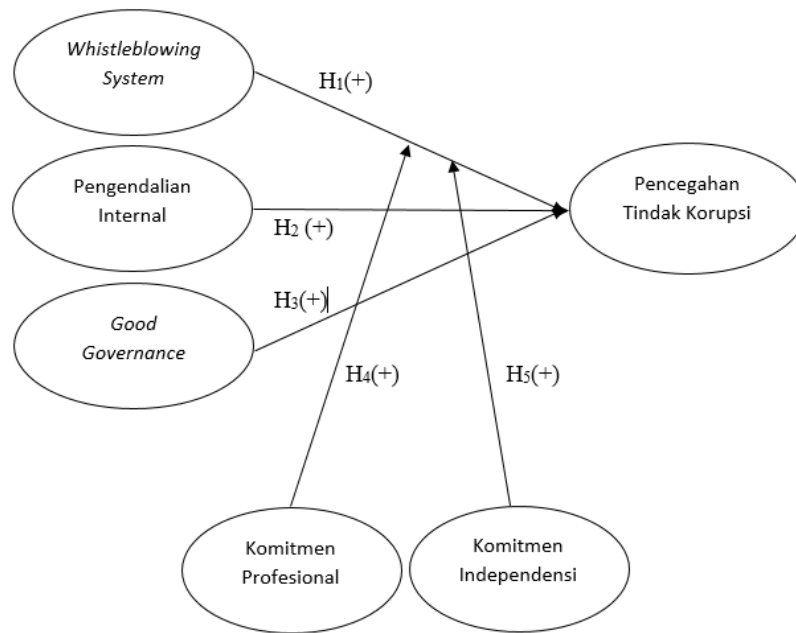 Whistleblowing
System
H1(+)
Pengendalian
Internal
H2 (+)
Pencegahan
Tindak Korupsi
Good
Governance
H3(+)
H4(+)
H5(+)
Komitmen
Profesional
Komitmen
Independensi